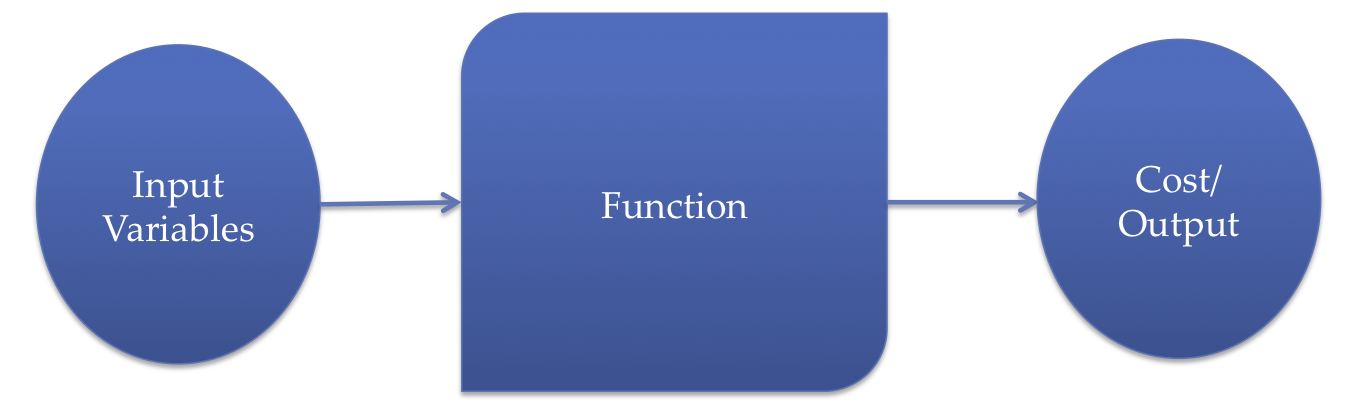 Input
Variables
Function
Cost/
Output